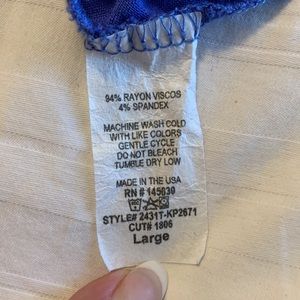 94% RAYON VISCOS
4% SPANDEX
MACHINE WASH COLD
WITH LIKE COLORS
GENTLE CYCLE
DO NOT BLEACH
TUMBLE DRY LOW
MADE IN THE USA
RN # 145030
STYLE# 2431T-KP2671
CUT# 1806
Large